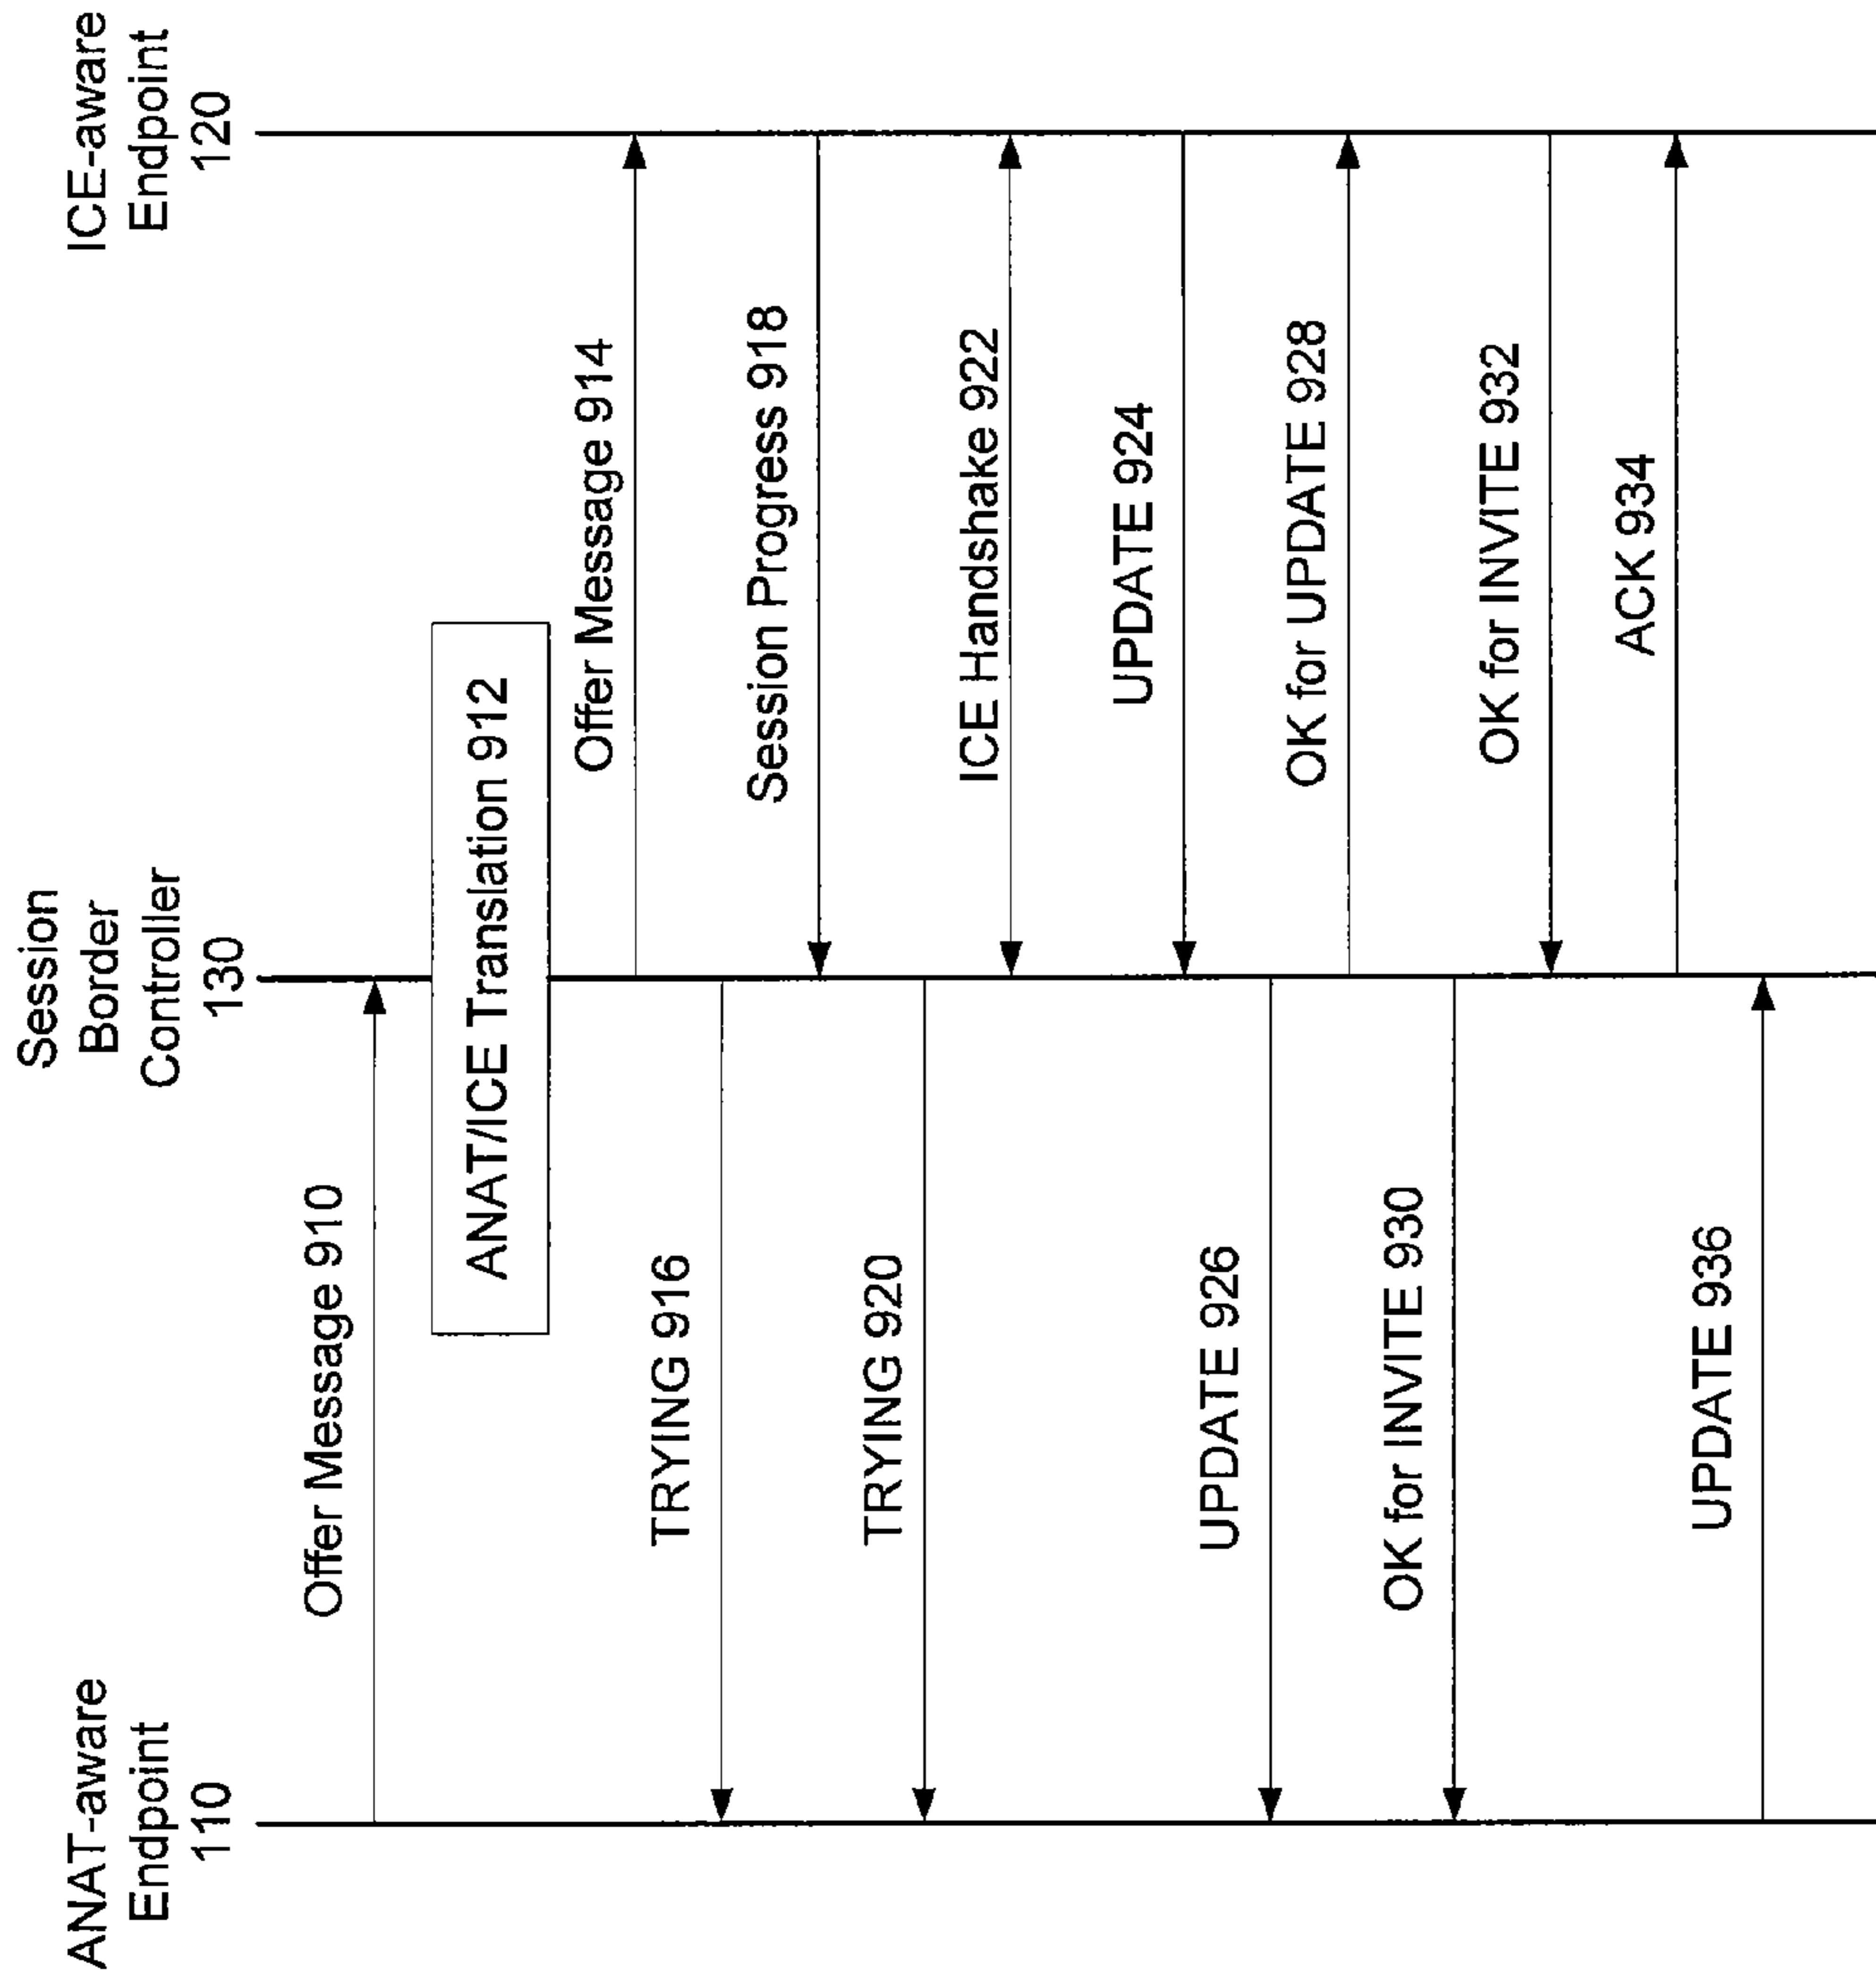 ANAT-aware
Endpoint
110
Session
Border
Controller
130
ICE-aware
Endpoint
120
Offer Message 910
ANAT/ICE Translation 912
Offer Message 914
TRYING 916
Session Progress 918
TRYING 920
ICE Handshake 922
UPDATE 924
UPDATE 926
OK for UPDATE 928
OK for INVITE 930
OK for INVITE 932
ACK 934
UPDATE 936